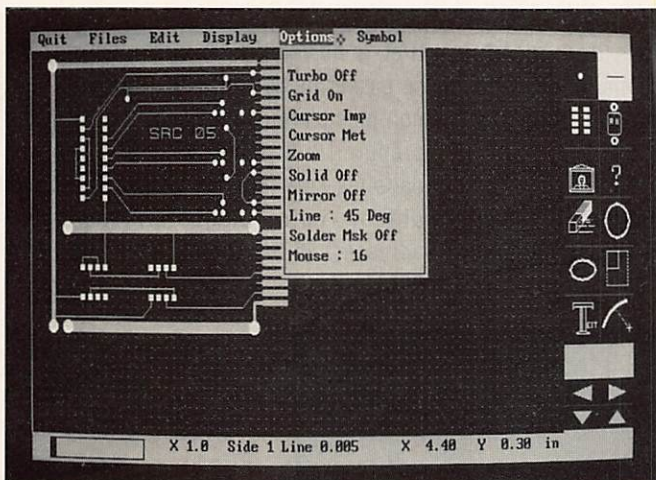 Quit Files Edit Display Options Symbol
Turbo Off
Grid On
Cursor Imp
Cursor Met
Zoom
Solid Off
Mirror Off
Line : 45 Deg
Solder Msk Off
Mouse : 16
SRC 05
?
X 1.0 Side 1 Line 0.005 X 4.40 Y 0.30 in